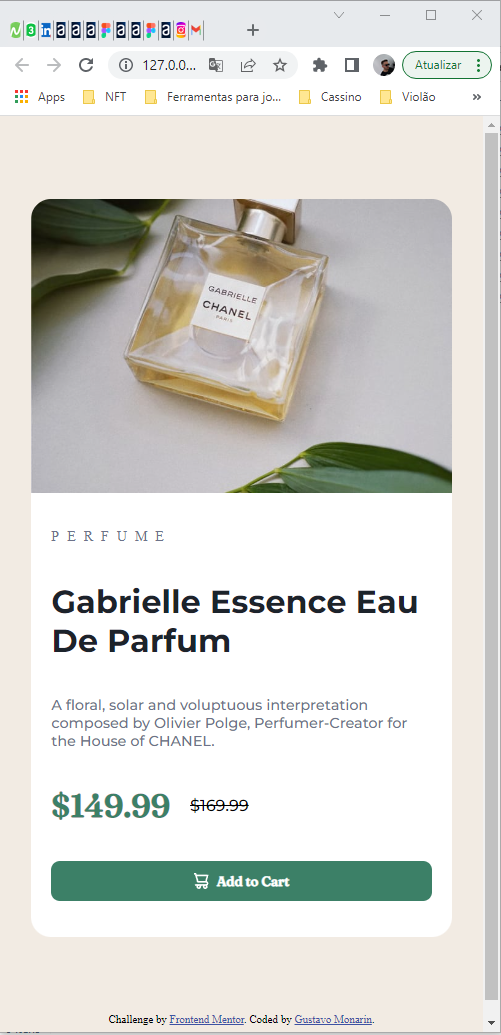 127.0.0...
Atualizar
Apps
NFT
Ferramentas para jo...
Cassino
Violão
»
GABRIELLE
CHANEL
PARIS
PERFUME
Gabrielle Essence Eau
De Parfum
A floral, solar and voluptuous interpretation
composed by Olivier Polge, Perfumer-Creator for
the House of CHANEL.
$149.99 $169.99
Add to Cart
Challenge by Frontend Mentor. Coded by Gustavo Monarin.